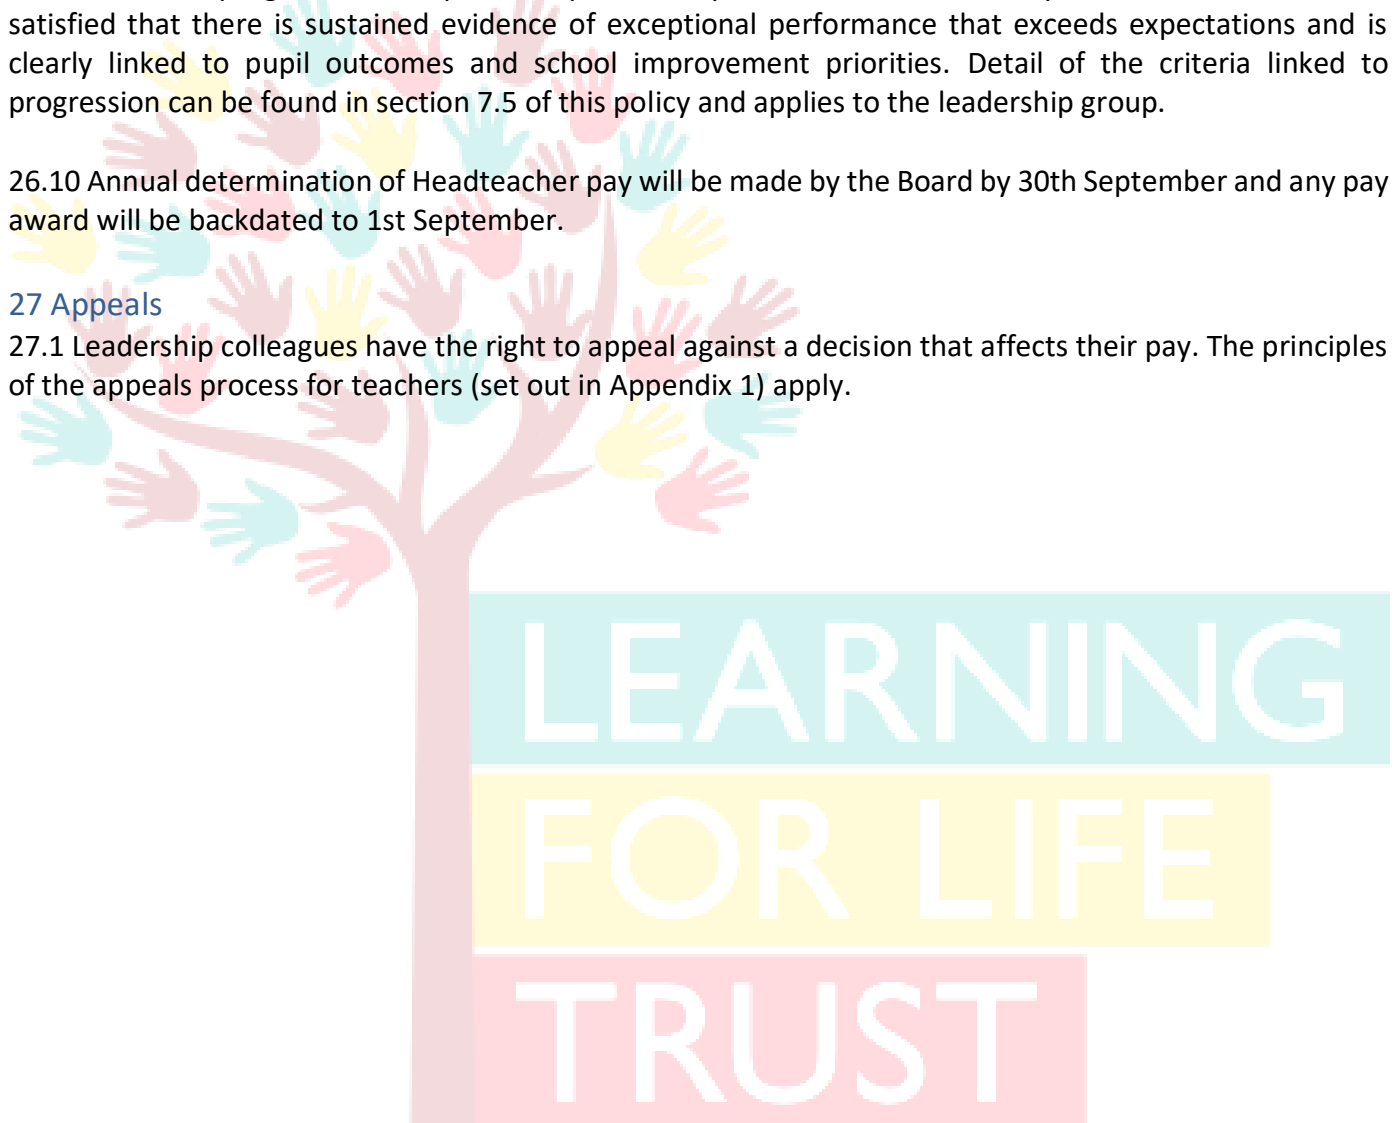 satisfied that there is sustained evidence of exceptional performance that exceeds expectations and is
clearly linked to pupil outcomes and school improvement priorities. Detail of the criteria linked to
progression can be found in section 7.5 of this policy and applies to the leadership group.
26.10 Annual determination of Headteacher pay will be made by the Board by 30th September and any pay
award will be backdated to 1st September.
27 Appeals
27.1 Leadership colleagues have the right to appeal against a decision that affects their pay. The principles
of the appeals process for teachers (set out in Appendix 1) apply.
LEARNING
FOR LIFE
TRUST